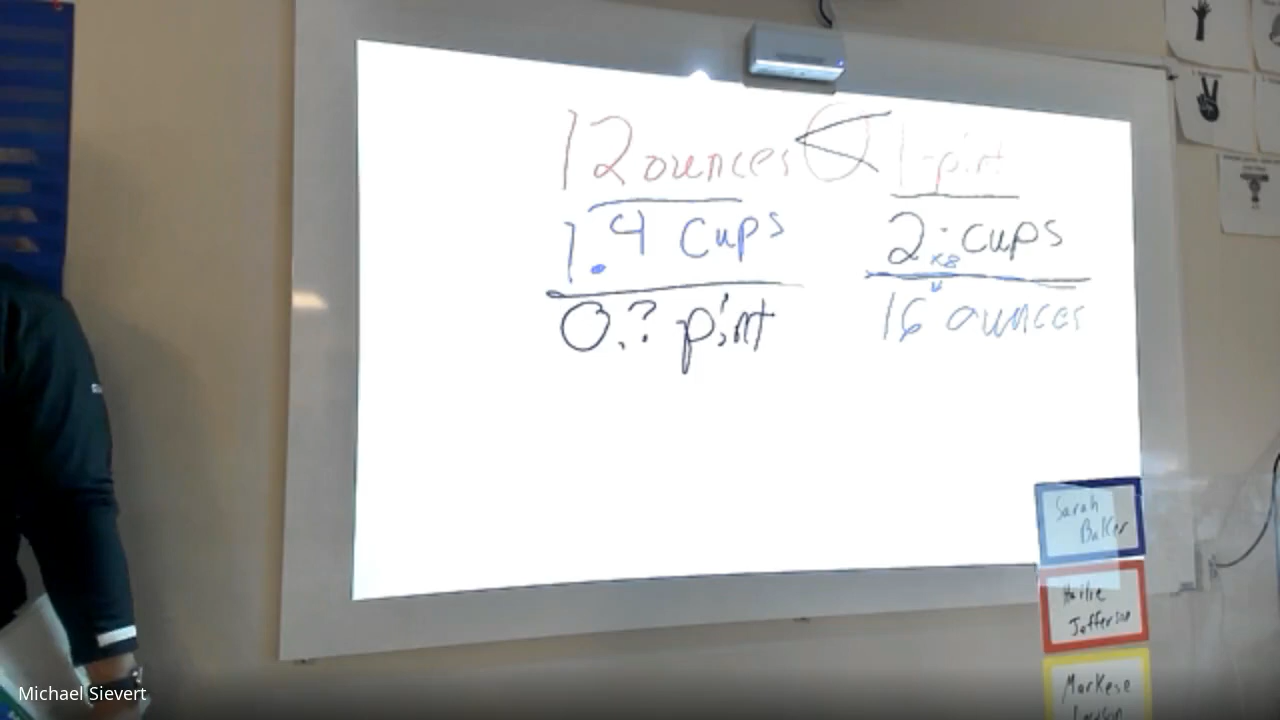 12 ounces < 1 pint
1.4 cups
2 cups
x8
0.? pint
16 ounces
Sarah
Baker
Hailie
Jefferson
Markese
Michael Sievert